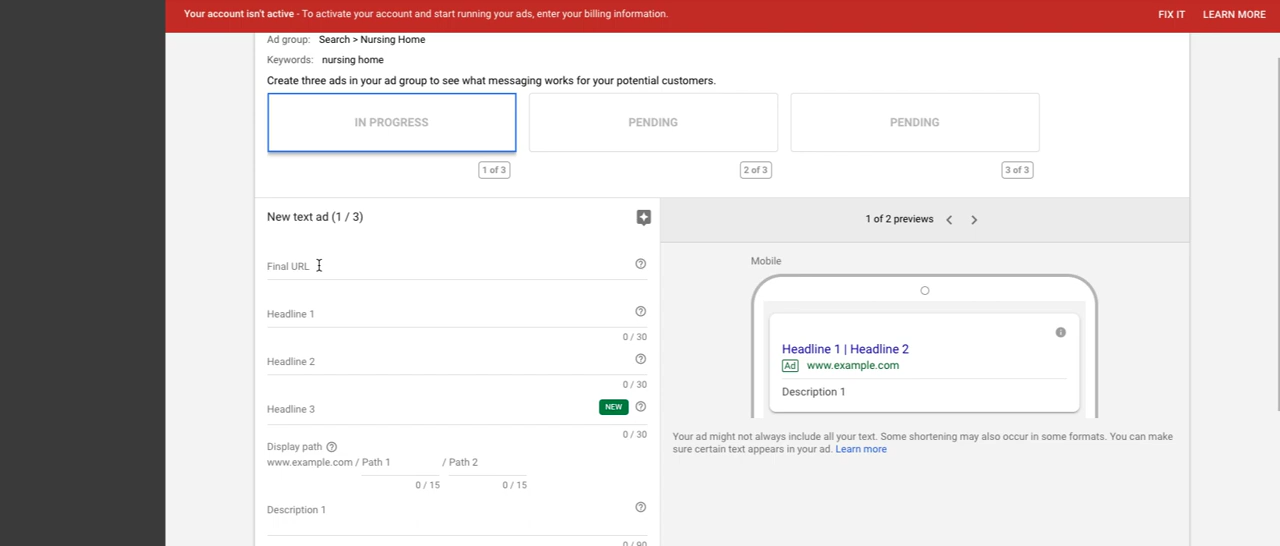 Your account isn't active - To activate your account and start running your ads, enter your billing information. FIX IT LEARN MORE
Ad group: Search > Nursing Home
Keywords: nursing home
Create three ads in your ad group to see what messaging works for your potential customers.
IN PROGRESS PENDING PENDING
1 of 3 2 of 3 3 of 3
New text ad (1 / 3)
1 of 2 previews
Final URL
Mobile
Headline 1
0 / 30
Headline 2
0 / 30
Headline 3 NEW
0 / 30
Display path
www.example.com / Path 1 / Path 2
0 / 15 0 / 15
Description 1
0 / 90
Headline 1 | Headline 2
Ad www.example.com
Description 1
Your ad might not always include all your text. Some shortening may also occur in some formats. You can make
sure certain text appears in your ad. Learn more